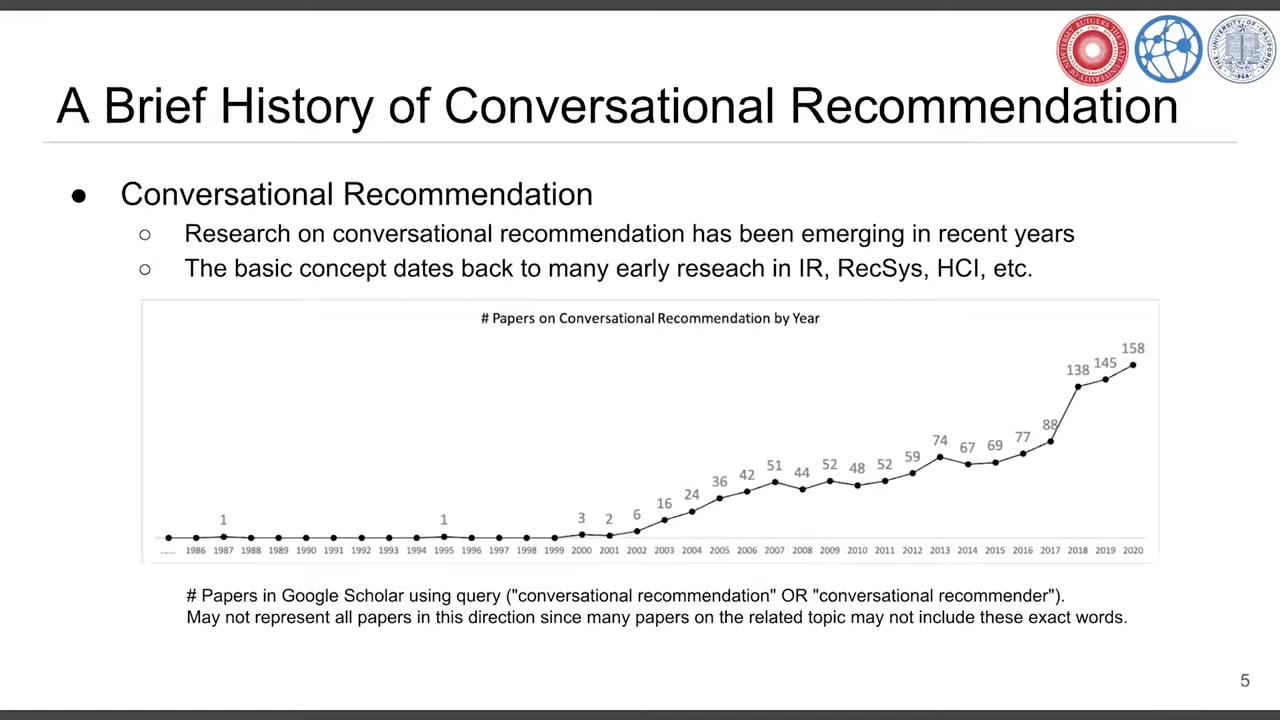 A Brief History of Conversational Recommendation
● Conversational Recommendation
○ Research on conversational recommendation has been emerging in recent years
○ The basic concept dates back to many early reseach in IR, RecSys, HCI, etc.
# Papers on Conversational Recommendation by Year
1 1 3 2 6 16 24 36 42 51 44 52 48 52 59 74 67 69 77 88 138 145 158
...... 1986 1987 1988 1989 1990 1991 1992 1993 1994 1995 1996 1997 1998 1999 2000 2001 2002 2003 2004 2005 2006 2007 2008 2009 2010 2011 2012 2013 2014 2015 2016 2017 2018 2019 2020
# Papers in Google Scholar using query ("conversational recommendation" OR "conversational recommender").
May not represent all papers in this direction since many papers on the related topic may not include these exact words.
5